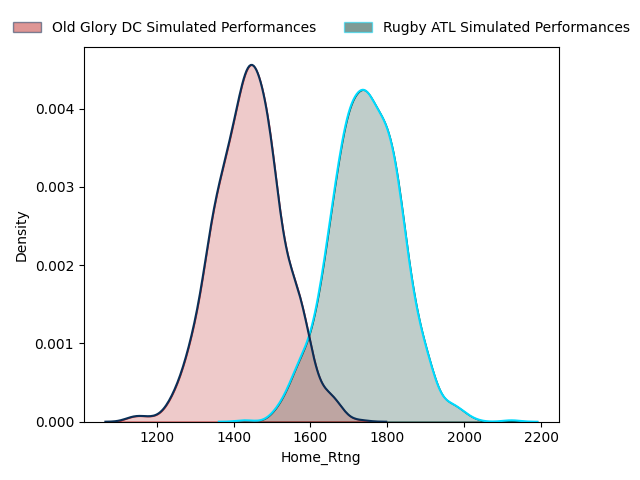 Old Glory DC Simulated Performances Rugby ATL Simulated Performances
0.004
0.003
0.002
0.001
0.000
Density
1200 1400 1600 1800 2000 2200
Home_Rtng